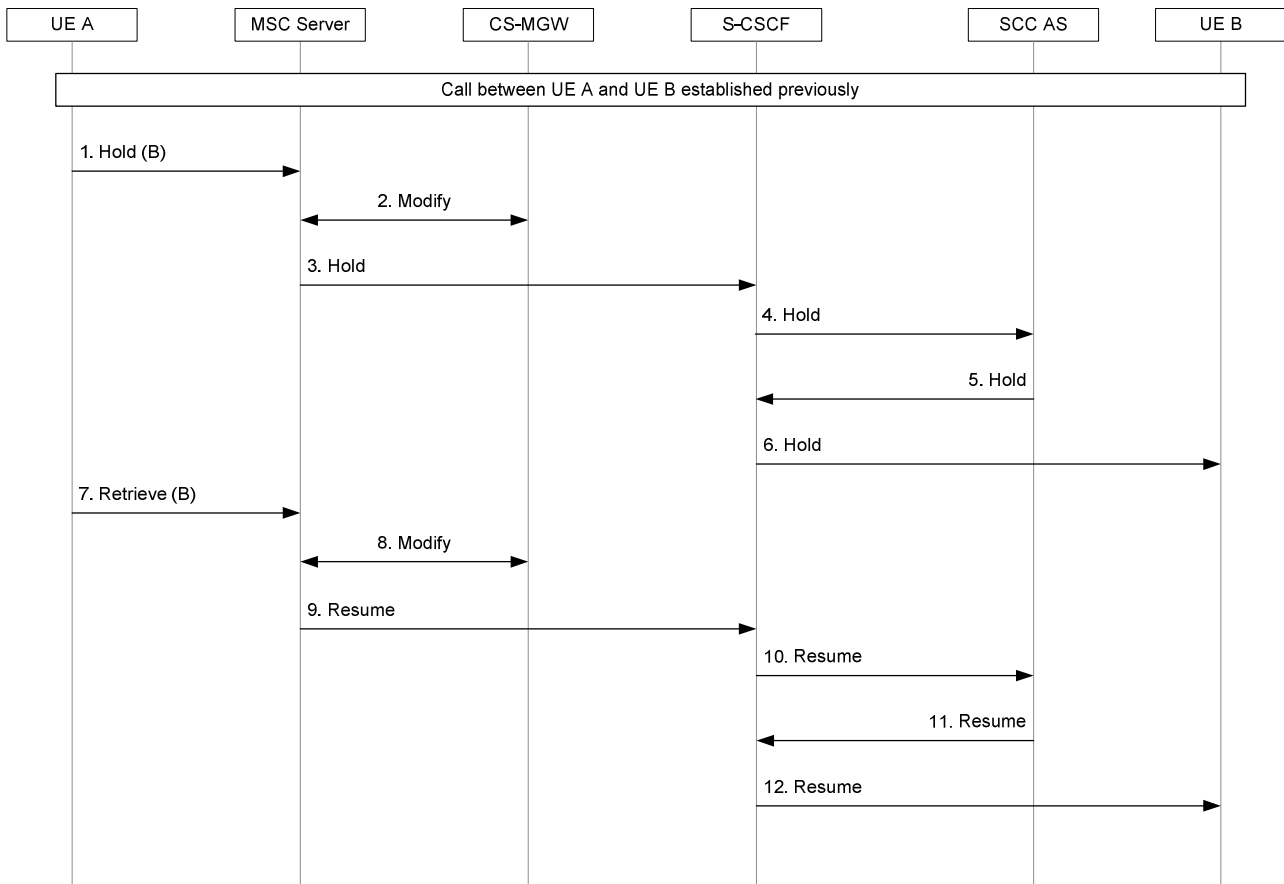 UE A
MSC Server
CS-MGW
S-CSCF
SCC AS
UE B
Call between UE A and UE B established previously
1. Hold (B)
2. Modify
3. Hold
4. Hold
5. Hold
6. Hold
7. Retrieve (B)
8. Modify
9. Resume
10. Resume
11. Resume
12. Resume